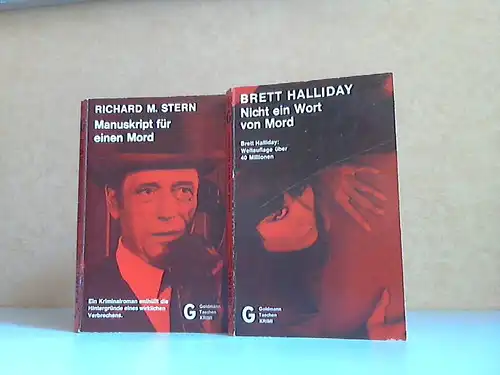 RICHARD M. STERN
Manuskript für
einen Mord
Ein Kriminalroman enthüllt die
Hintergründe eines wirklichen
Verbrechens.
G
Goldmann
Taschen
KRIMI
BRETT HALLIDAY
Nicht ein Wort
von Mord
Brett Halliday:
Weltauflage über
40 Millionen
G
Goldmann
Taschen
KRIMI